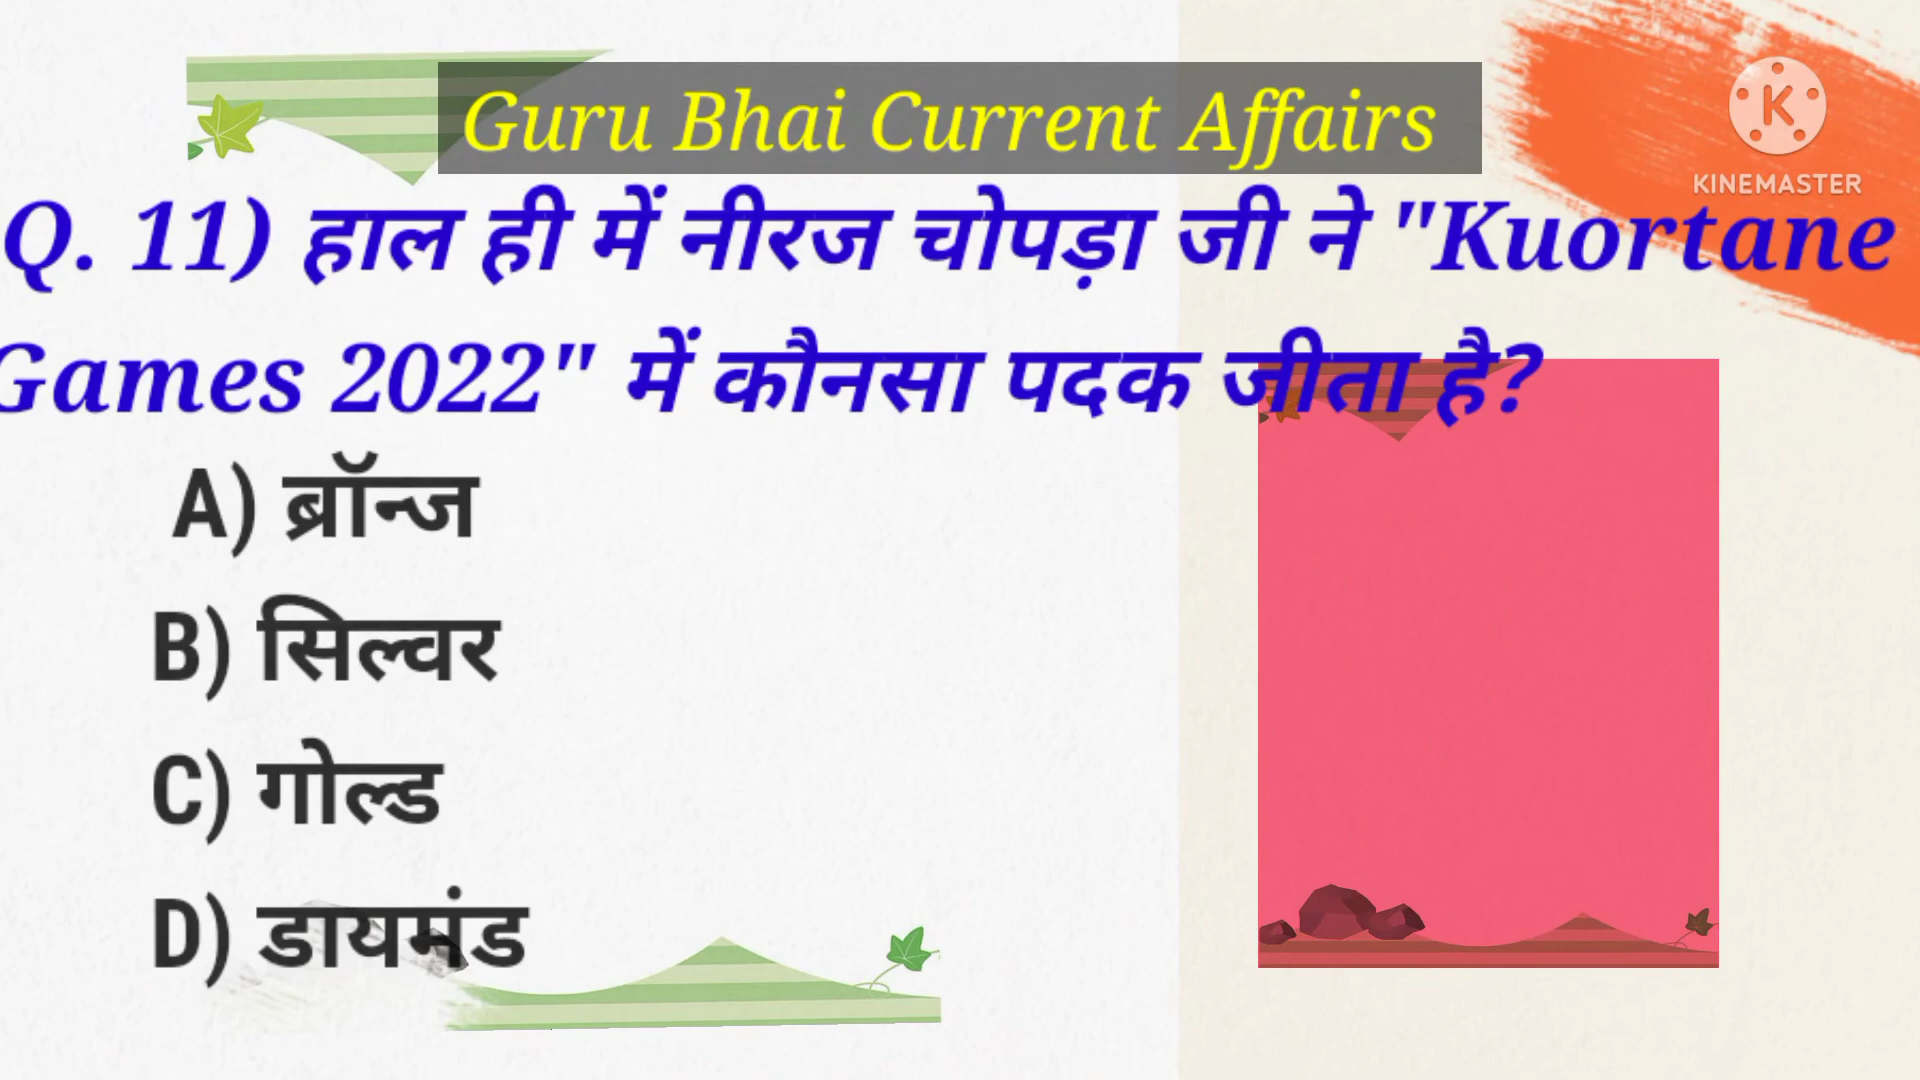 Guru Bhai Current Affairs
KINEMASTER
Q. 11) हाल ही में नीरज चोपड़ा जी ने "Kuortane
Games 2022" में कौनसा पदक जीता है?
A) ब्रॉन्ज
B) सिल्वर
C) गोल्ड
D) डायमंड